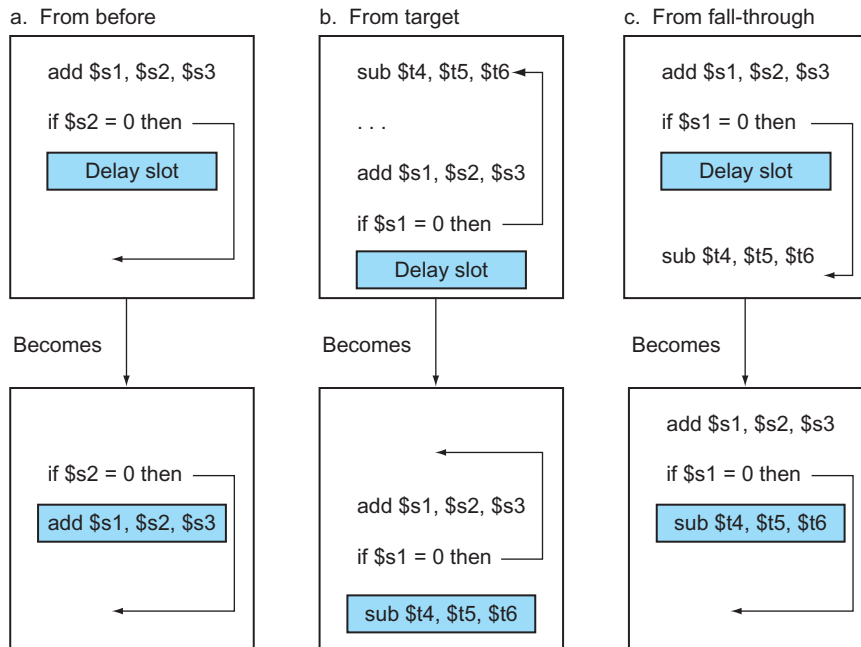 a. From before
add $s1, $s2, $s3
if $s2 = 0 then
Delay slot
Becomes
if $s2 = 0 then
add $s1, $s2, $s3
b. From target
sub $t4, $t5, $t6
. . .
add $s1, $s2, $s3
if $s1 = 0 then
Delay slot
Becomes
add $s1, $s2, $s3
if $s1 = 0 then
sub $t4, $t5, $t6
c. From fall-through
add $s1, $s2, $s3
if $s1 = 0 then
Delay slot
sub $t4, $t5, $t6
Becomes
add $s1, $s2, $s3
if $s1 = 0 then
sub $t4, $t5, $t6